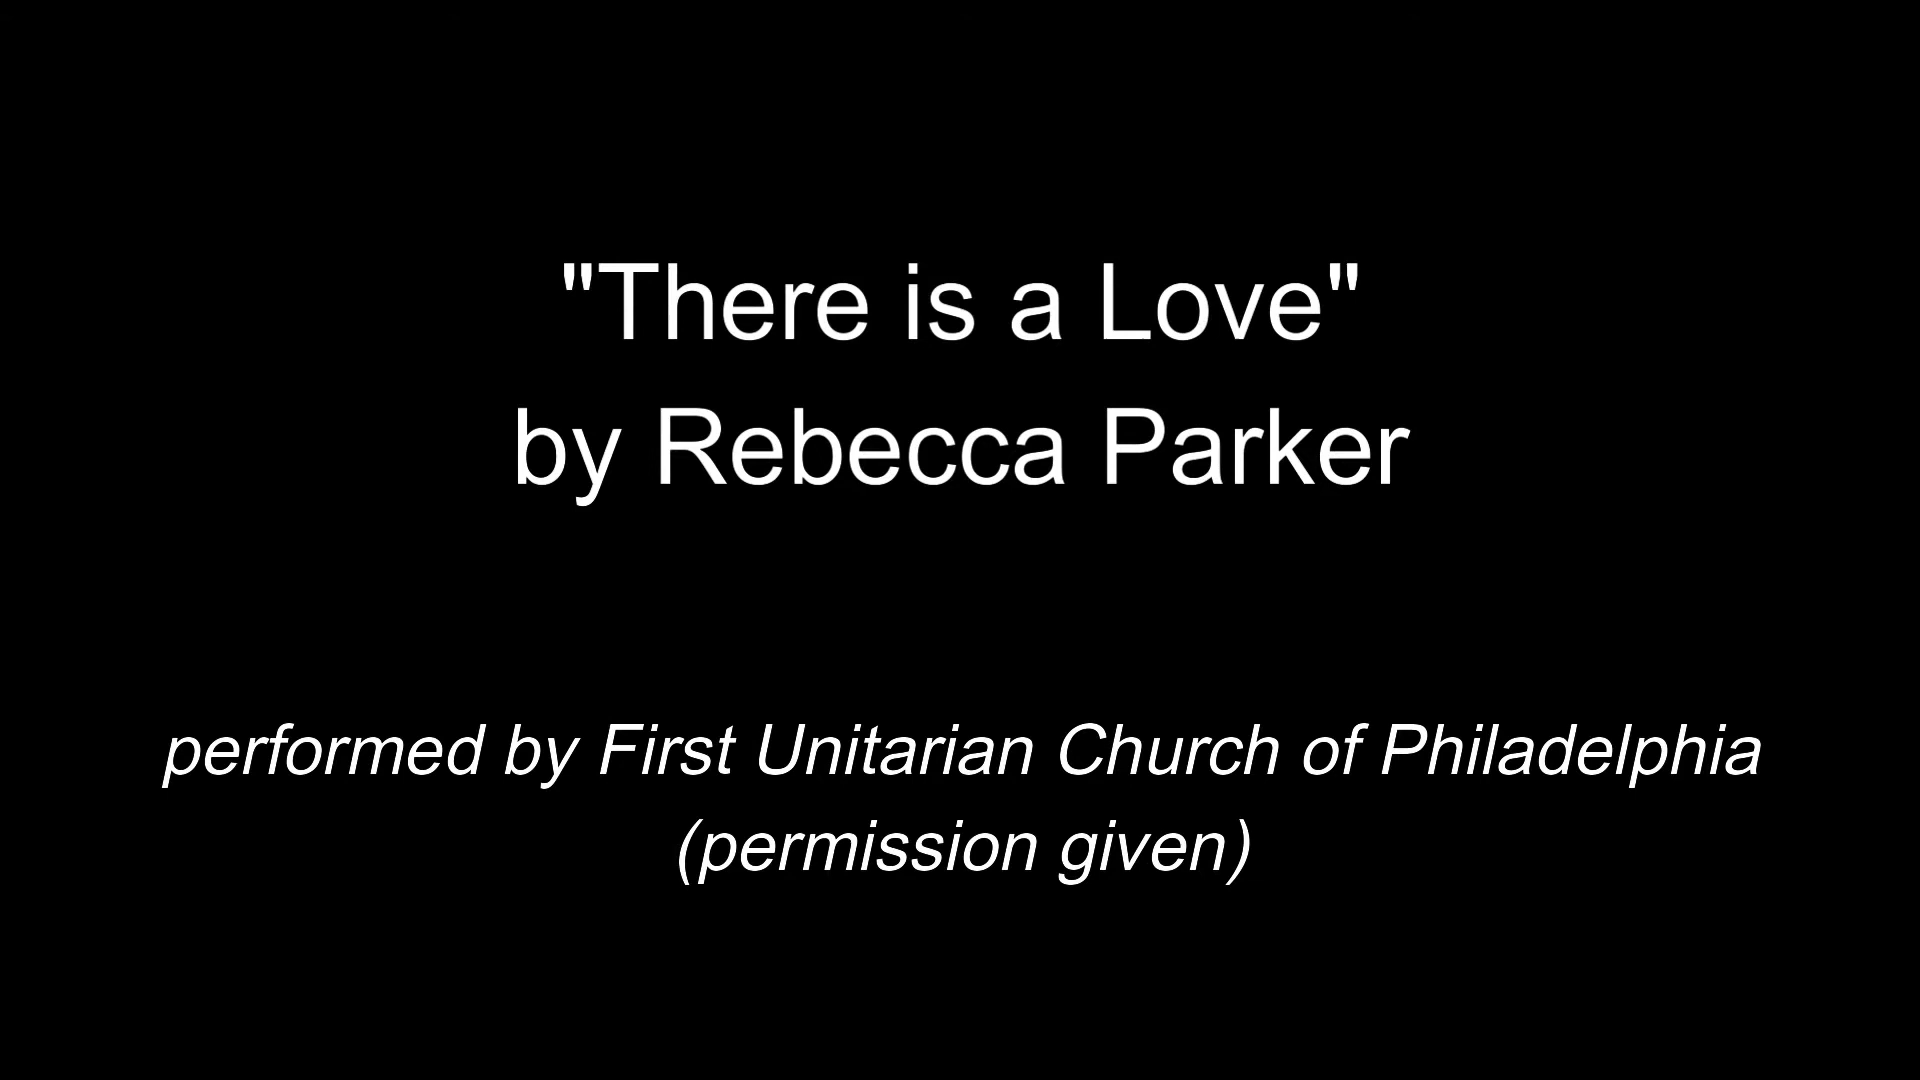 "There is a Love"
by Rebecca Parker
performed by First Unitarian Church of Philadelphia
(permission given)